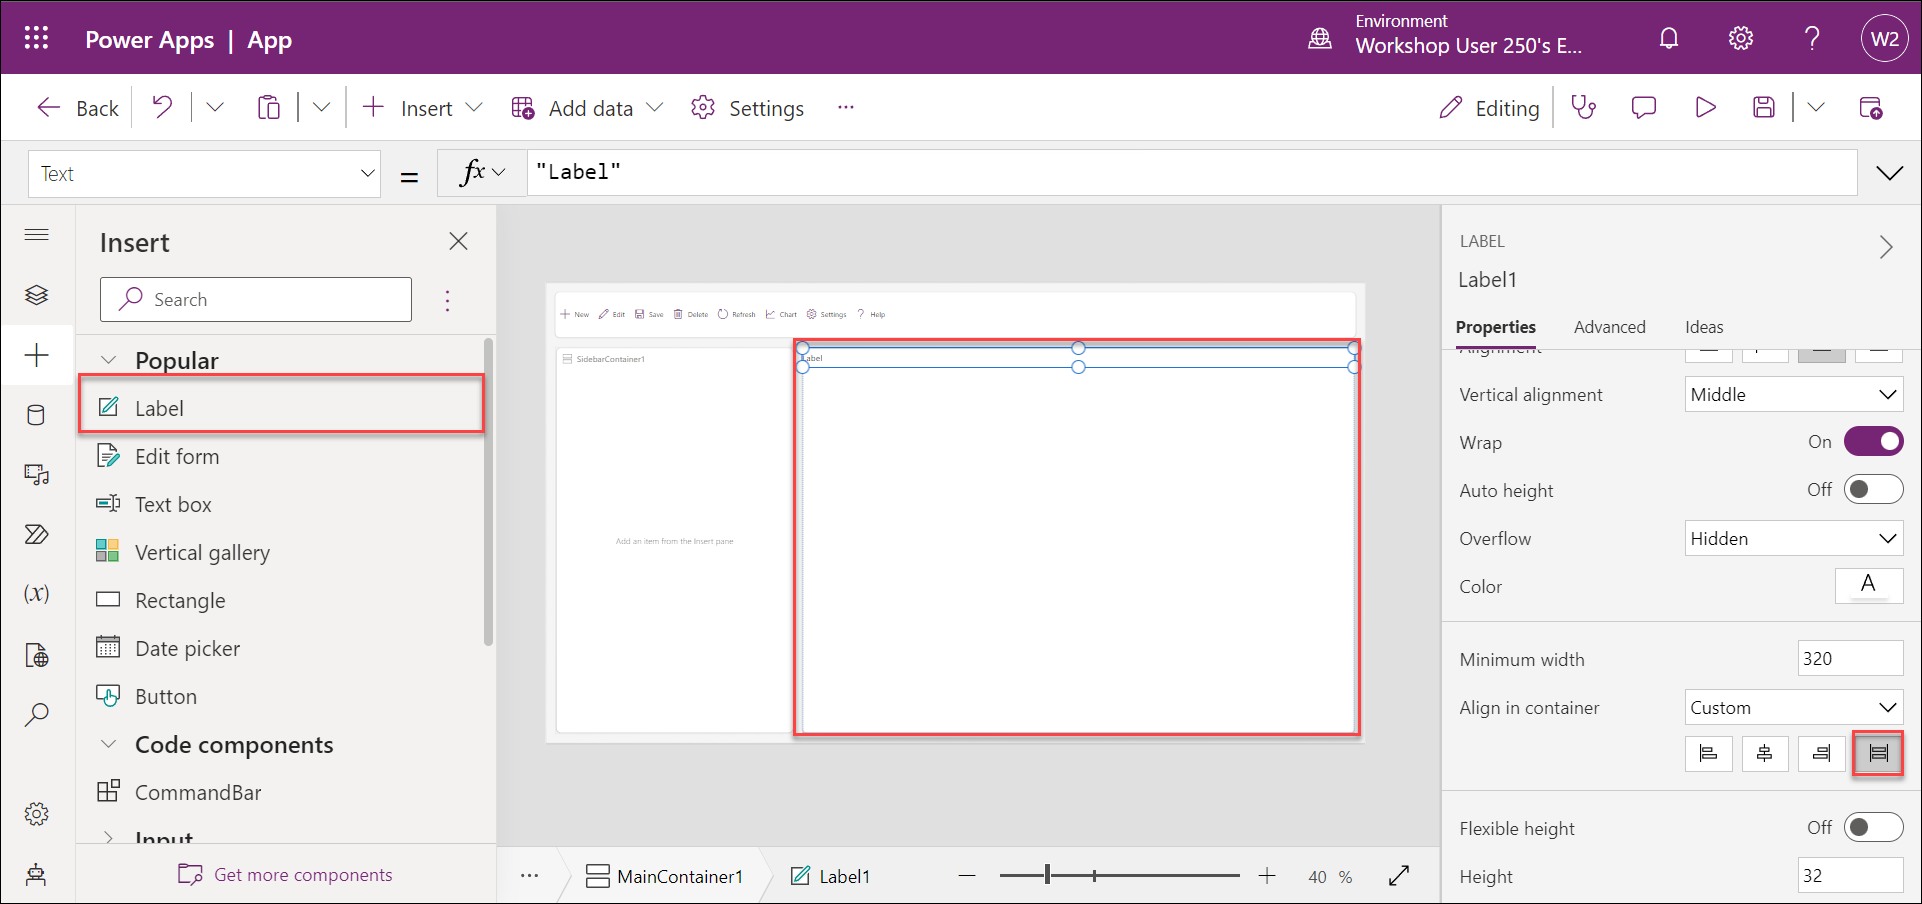 Power Apps | App
Environment
Workshop User 250's E...
W2
Back
Insert
Add data
Settings
...
Editing
Text
=
fx
"Label"
Insert
Search
Popular
Label
Edit form
Text box
Vertical gallery
Rectangle
Date picker
Button
Code components
CommandBar
Input
Get more components
(x)
New
Edit
Save
Delete
Refresh
Chart
Settings
? Help
SidebarContainer1
Add an item from the Insert pane
Label
...
MainContainer1
Label1
40 %
LABEL
Label1
Properties
Advanced
Ideas
Alignment
Vertical alignment
Middle
Wrap
On
Auto height
Off
Overflow
Hidden
Color
A
Minimum width
320
Align in container
Custom
Flexible height
Off
Height
32